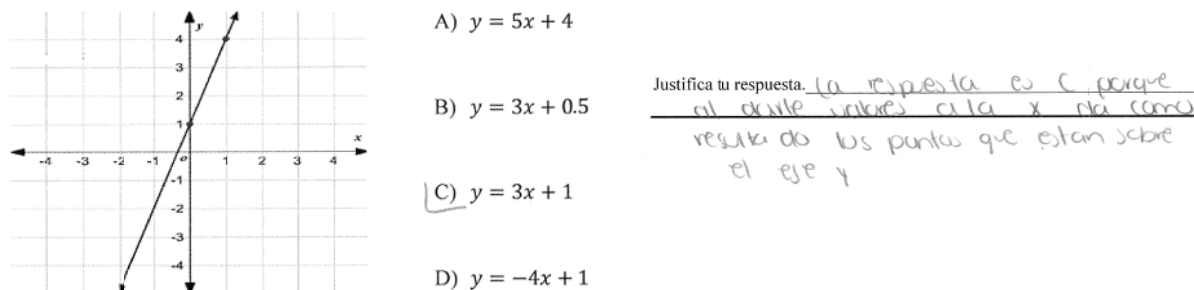 y
4
3
2
1
x
-4 -3 -2 -1 o 1 2 3 4
-1
-2
-3
-4
A) y = 5x + 4
B) y = 3x + 0.5
C) y = 3x + 1
D) y = −4x + 1
Justifica tu respuesta. la respuesta es C porque
al darle valores a la x da como
resultado los puntos que estan sobre
el eje y